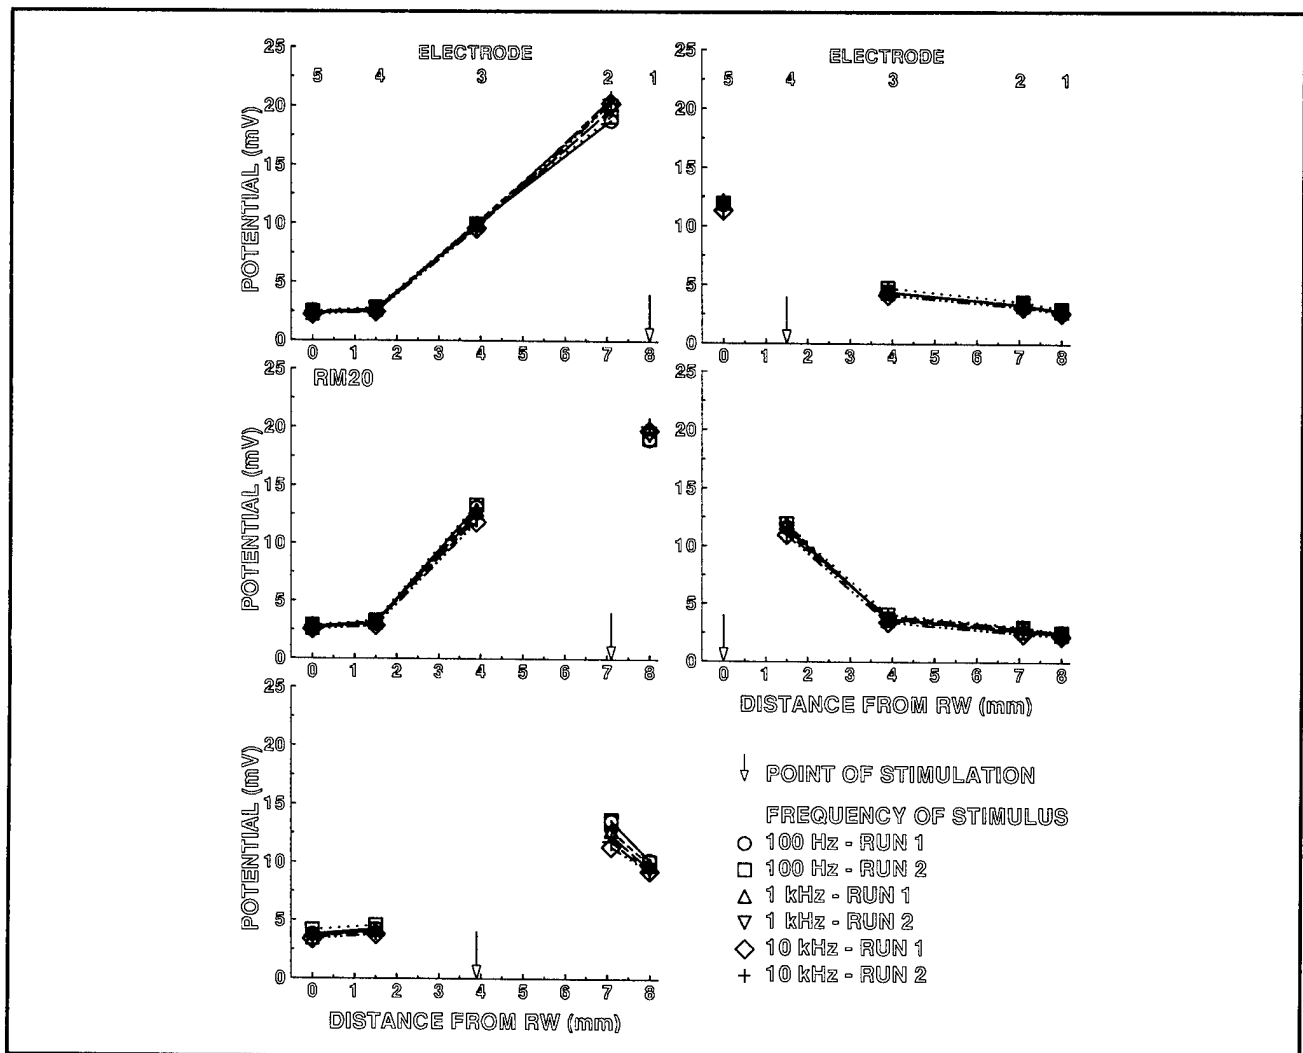 ELECTRODE
5 4 3 2 1
25
20
15
10
5
0
POTENTIAL (mV)
0 1 2 3 4 5 6 7 8
ELECTRODE
5 4 3 2 1
25
20
15
10
5
0
0 1 2 3 4 5 6 7 8
RM20
25
20
15
10
5
0
POTENTIAL (mV)
0 1 2 3 4 5 6 7 8
25
20
15
10
5
0
0 1 2 3 4 5 6 7 8
DISTANCE FROM RW (mm)
25
20
15
10
5
0
POTENTIAL (mV)
0 1 2 3 4 5 6 7 8
DISTANCE FROM RW (mm)
POINT OF STIMULATION
FREQUENCY OF STIMULUS
100 Hz - RUN 1
100 Hz - RUN 2
1 kHz - RUN 1
1 kHz - RUN 2
10 kHz - RUN 1
10 kHz - RUN 2